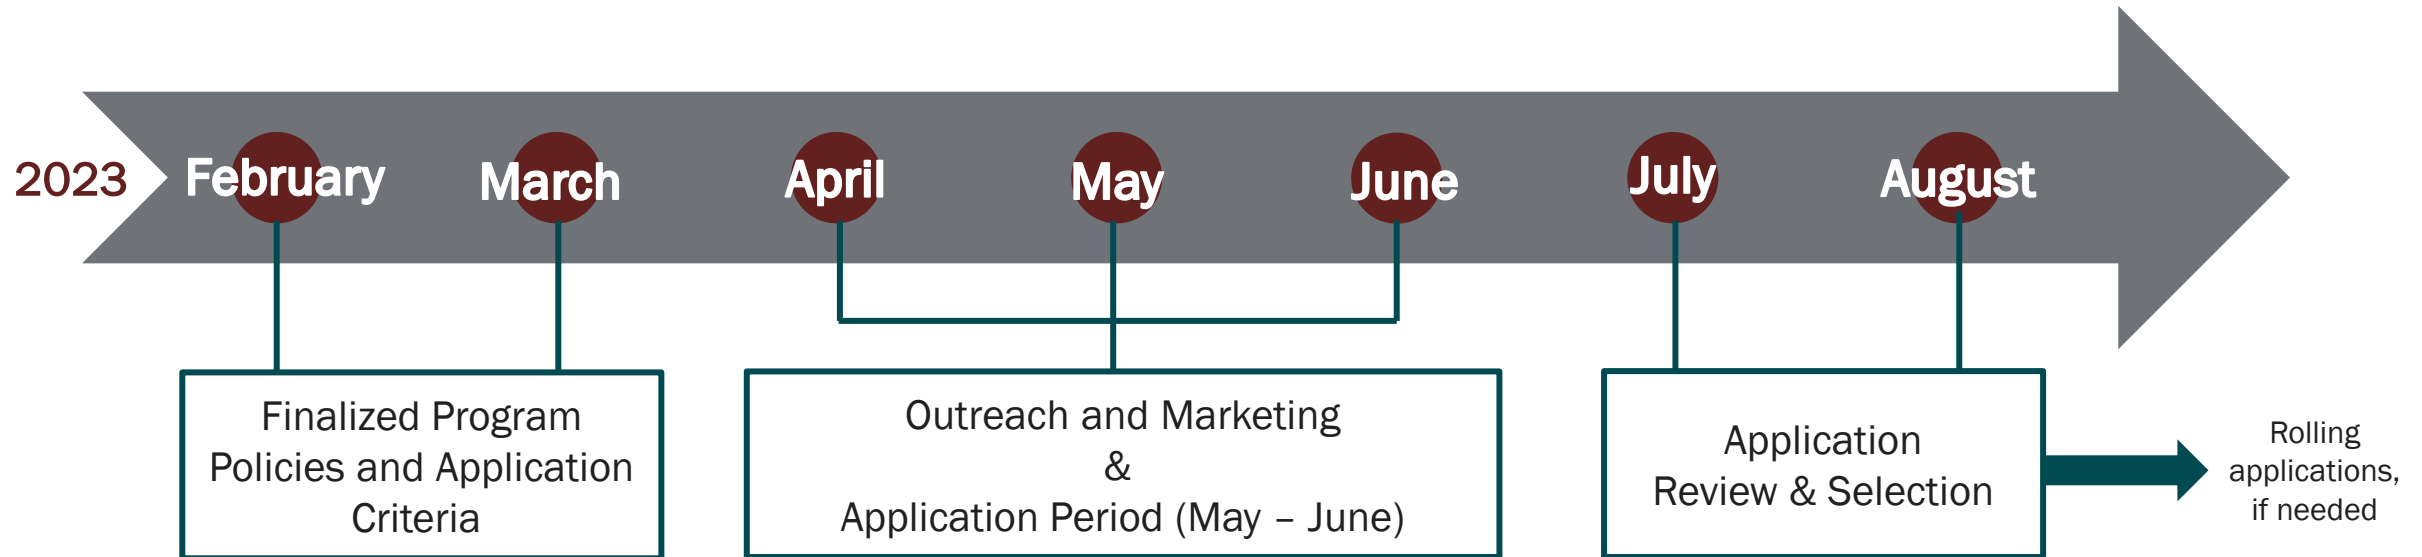 2023
February
March
April
May
June
July
August
Finalized Program
Policies and Application
Criteria
Outreach and Marketing
&
Application Period (May – June)
Application
Review & Selection
Rolling
applications,
if needed